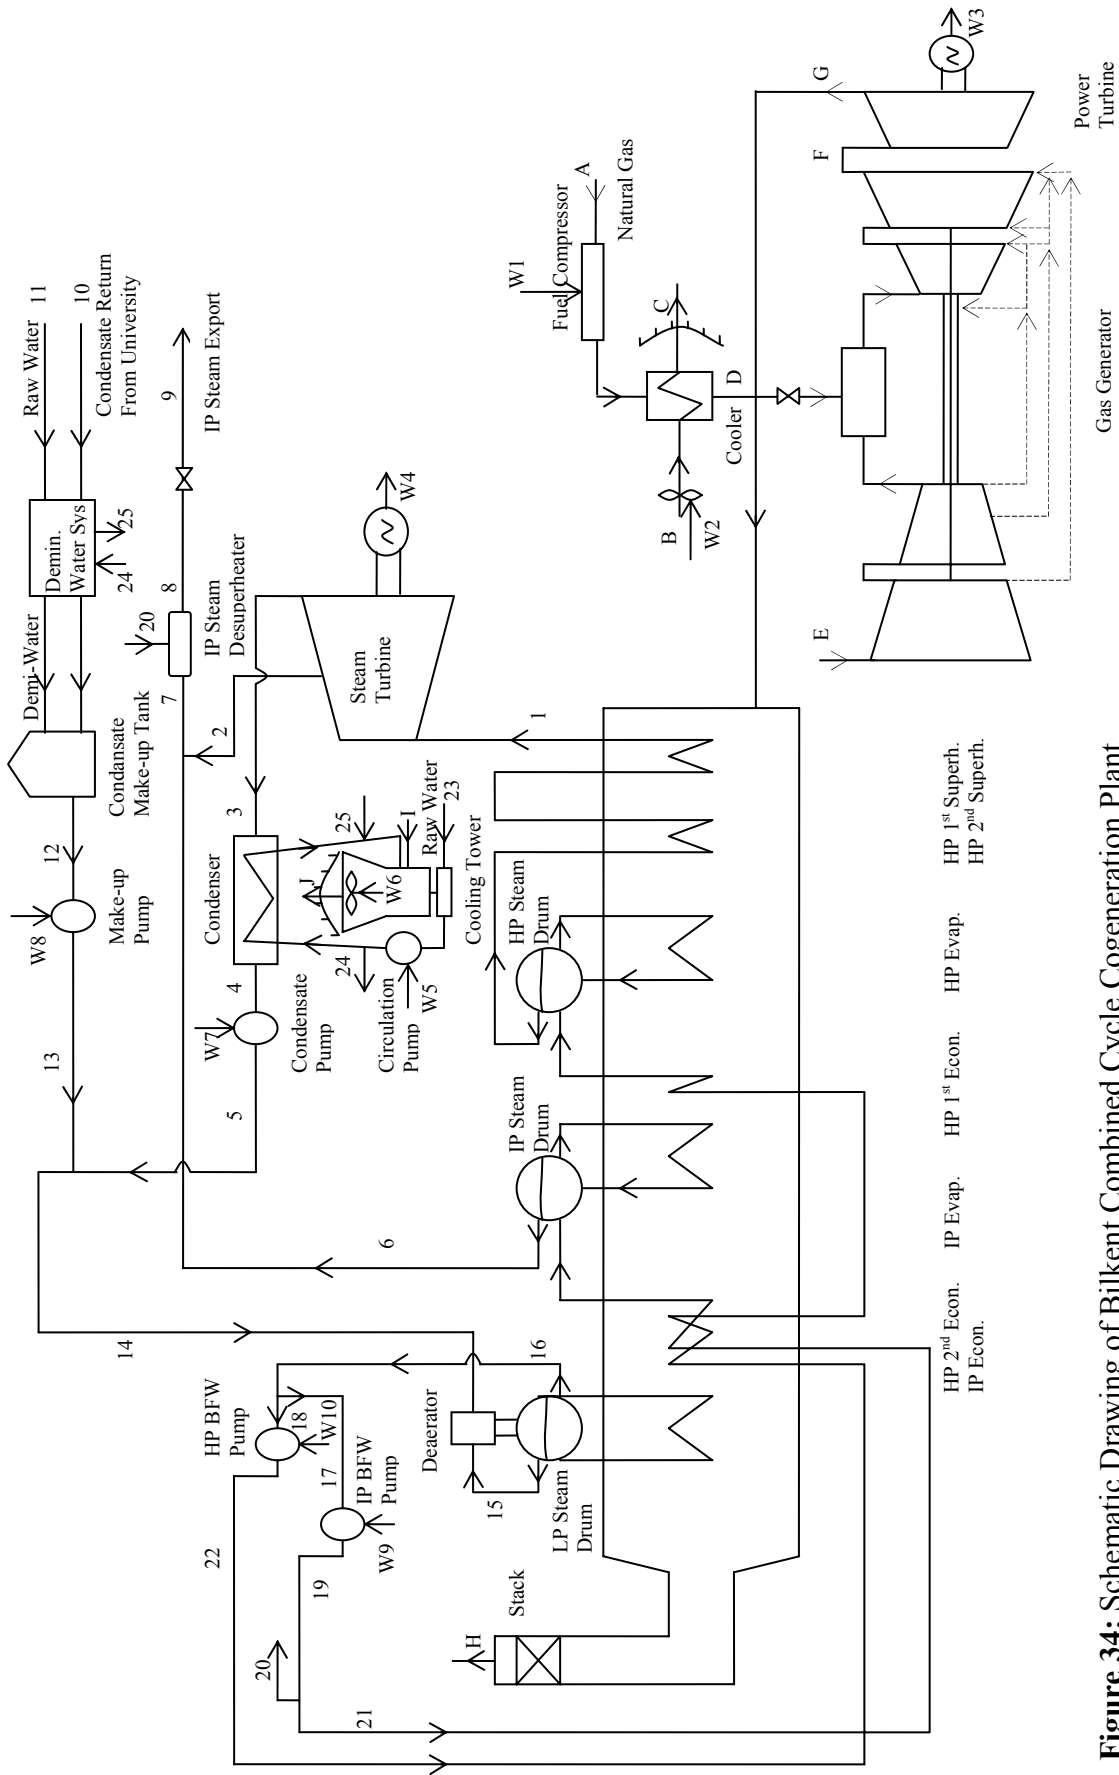 Raw Water 11
Demi-Water
Demin.
Water Sys
24
25
10
Condensate Return
From University
W8
12
Make-up
Pump
Condansate
Make-up Tank
13
14
20
7
8
9
IP Steam
Desuperheater
IP Steam Export
2
3
Condenser
4
W7
5
Condensate
Pump
HP BFW
Pump
22
18
W10
17
IP BFW
Pump
W9
19
20
21
J
W6
25
I
Raw Water
23
24
Circulation
Pump
W5
Cooling Tower
Steam
Turbine
W4
6
Deaerator
15
16
LP Steam
Drum
IP Steam
Drum
HP Steam
Drum
1
H
Stack
W1
Fuel Compressor
A
Natural Gas
C
B
W2
Cooler
D
E
F
G
W3
HP 2nd Econ.
IP Econ.
IP Evap.
HP 1st Econ.
HP Evap.
HP 1st Superh.
HP 2nd Superh.
Power
Turbine
Gas Generator
Figure 34: Schematic Drawing of Bilkent Combined Cycle Cogeneration Plant